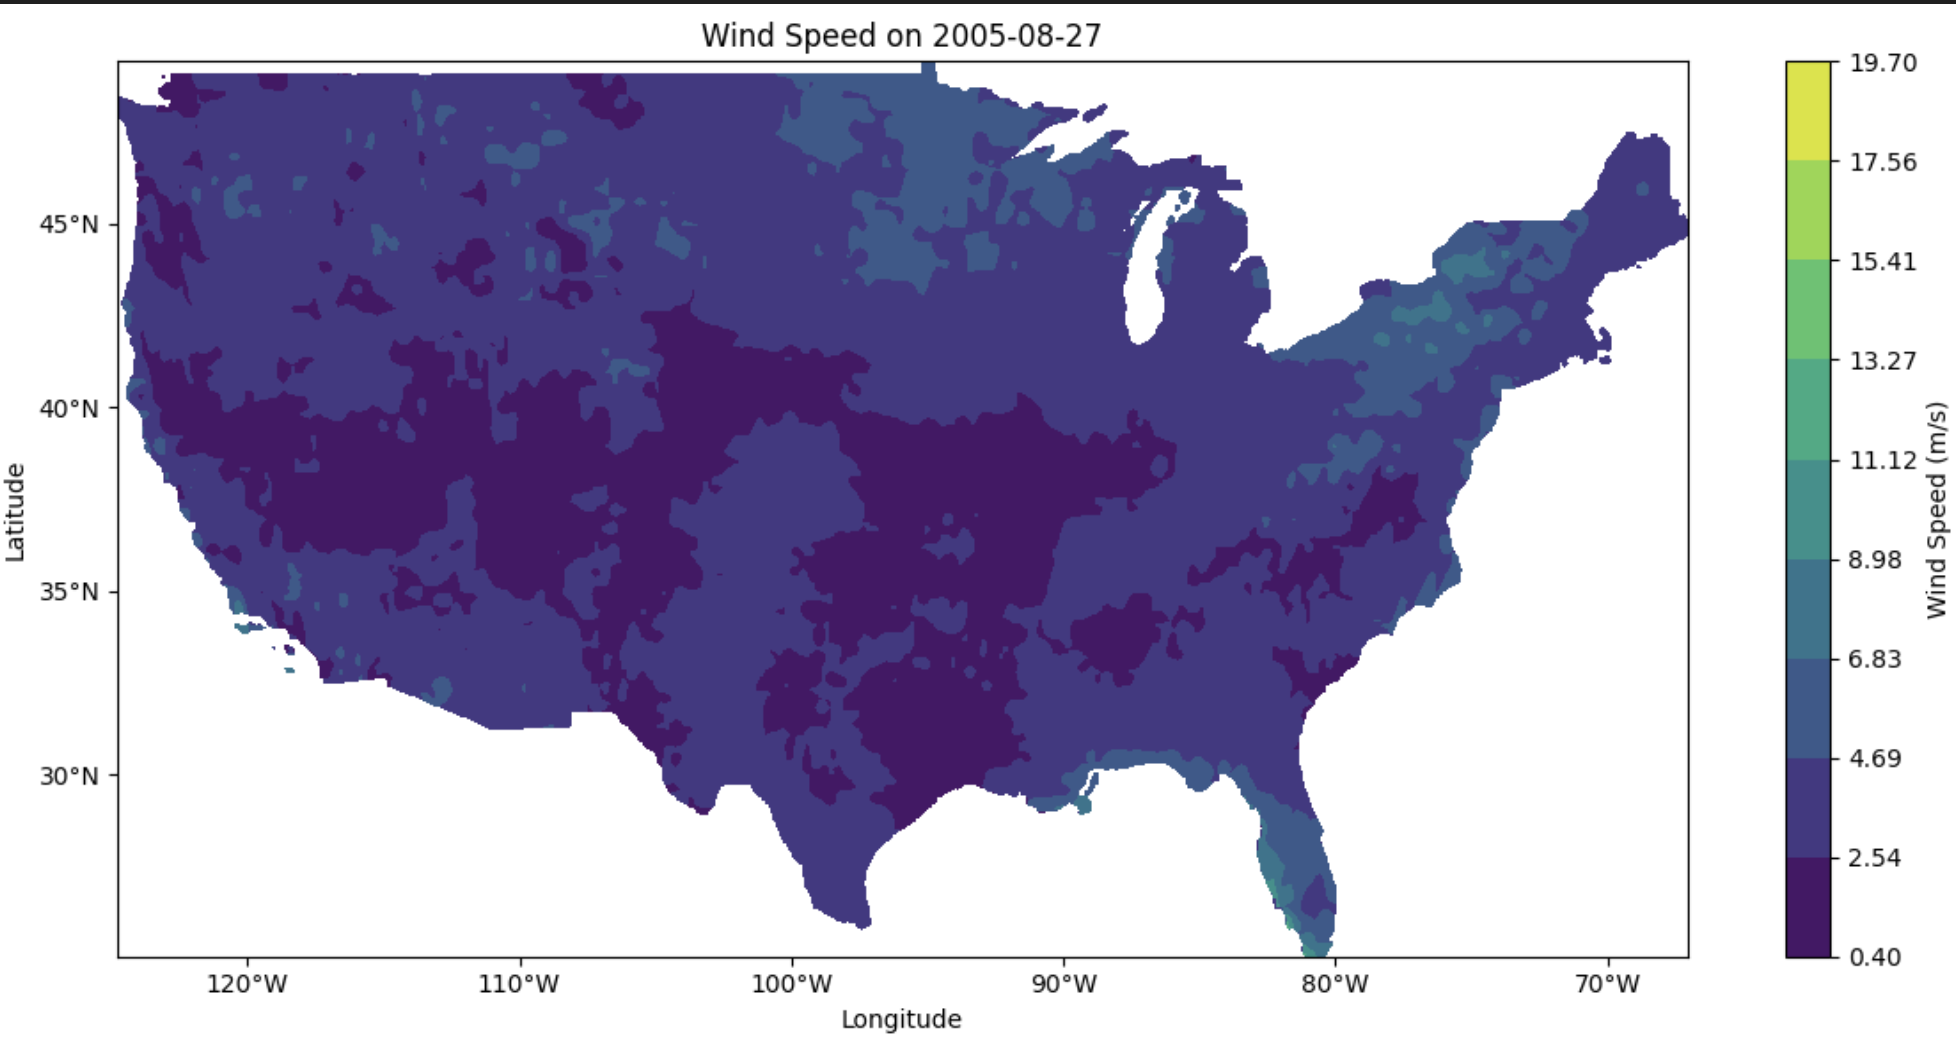 Wind Speed on 2005-08-27
Latitude
45°N
40°N
35°N
30°N
120°W 110°W 100°W 90°W 80°W 70°W
Longitude
19.70
17.56
15.41
13.27
11.12
8.98
6.83
4.69
2.54
0.40
Wind Speed (m/s)